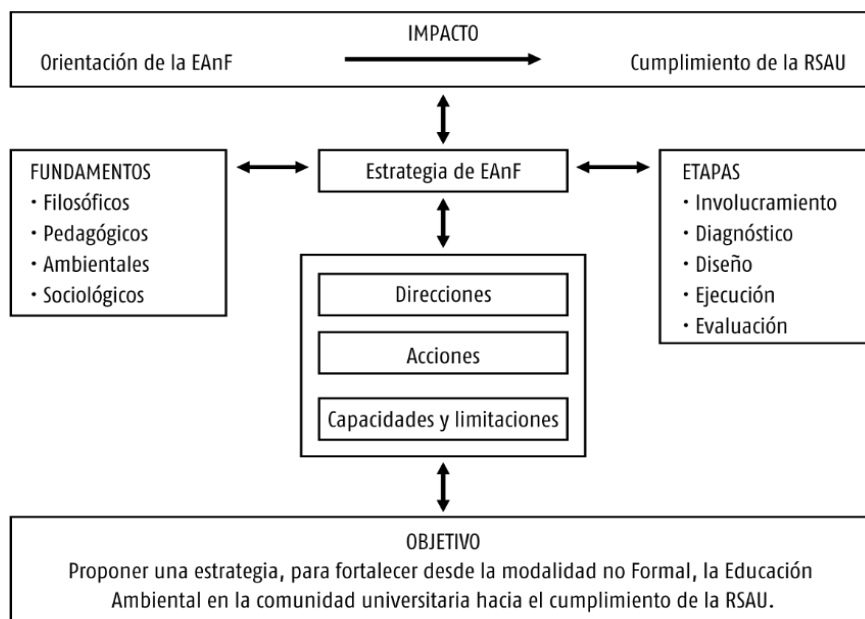 IMPACTO
Orientación de la EAnF
Cumplimiento de la RSAU
FUNDAMENTOS
· Filosóficos
· Pedagógicos
· Ambientales
· Sociológicos
Estrategia de EAnF
ETAPAS
· Involucramiento
· Diagnóstico
· Diseño
· Ejecución
· Evaluación
Direcciones
Acciones
Capacidades y limitaciones
OBJETIVO
Proponer una estrategia, para fortalecer desde la modalidad no Formal, la Educación
Ambiental en la comunidad universitaria hacia el cumplimiento de la RSAU.